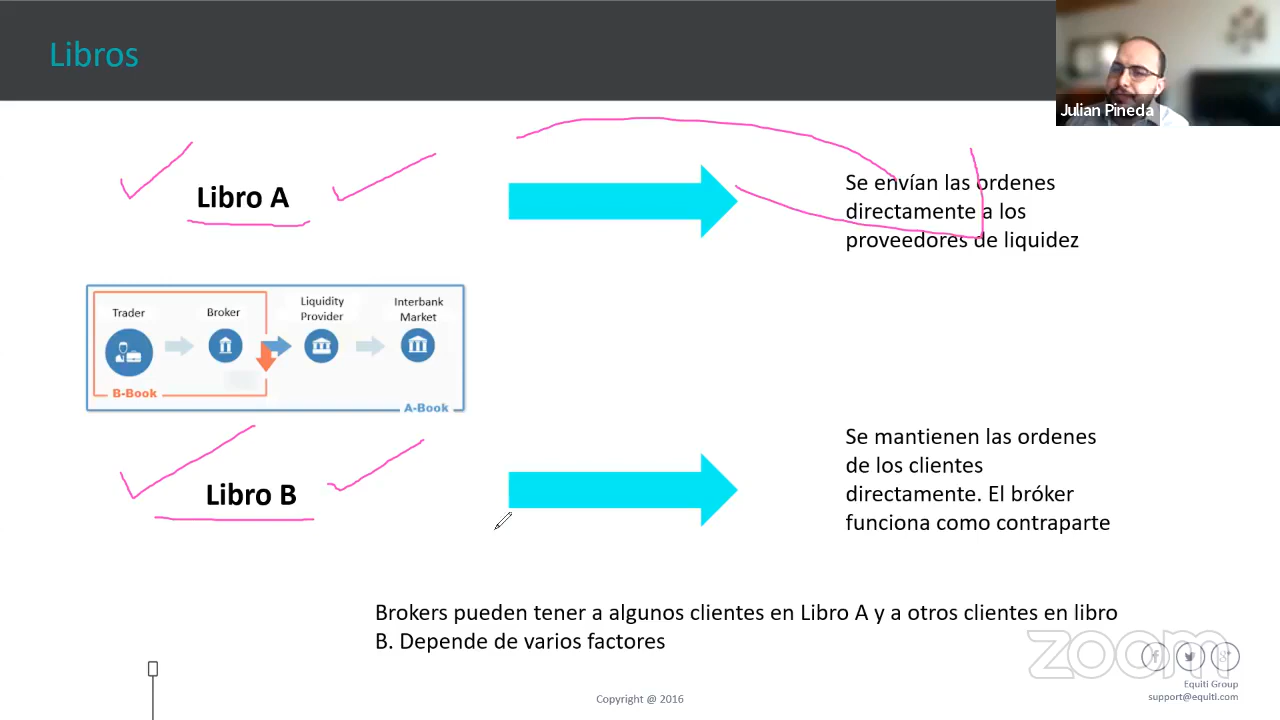 Libros
Julian Pineda
Libro A
Se envían las ordenes
directamente a los
proveedores de liquidez
Trader
Broker
Liquidity
Provider
Interbank
Market
B-Book
A-Book
Libro B
Se mantienen las ordenes
de los clientes
directamente. El bróker
funciona como contraparte
Brokers pueden tener a algunos clientes en Libro A y a otros clientes en libro
B. Depende de varios factores
zoom
Equiti Group
support@equiti.com
Copyright @ 2016